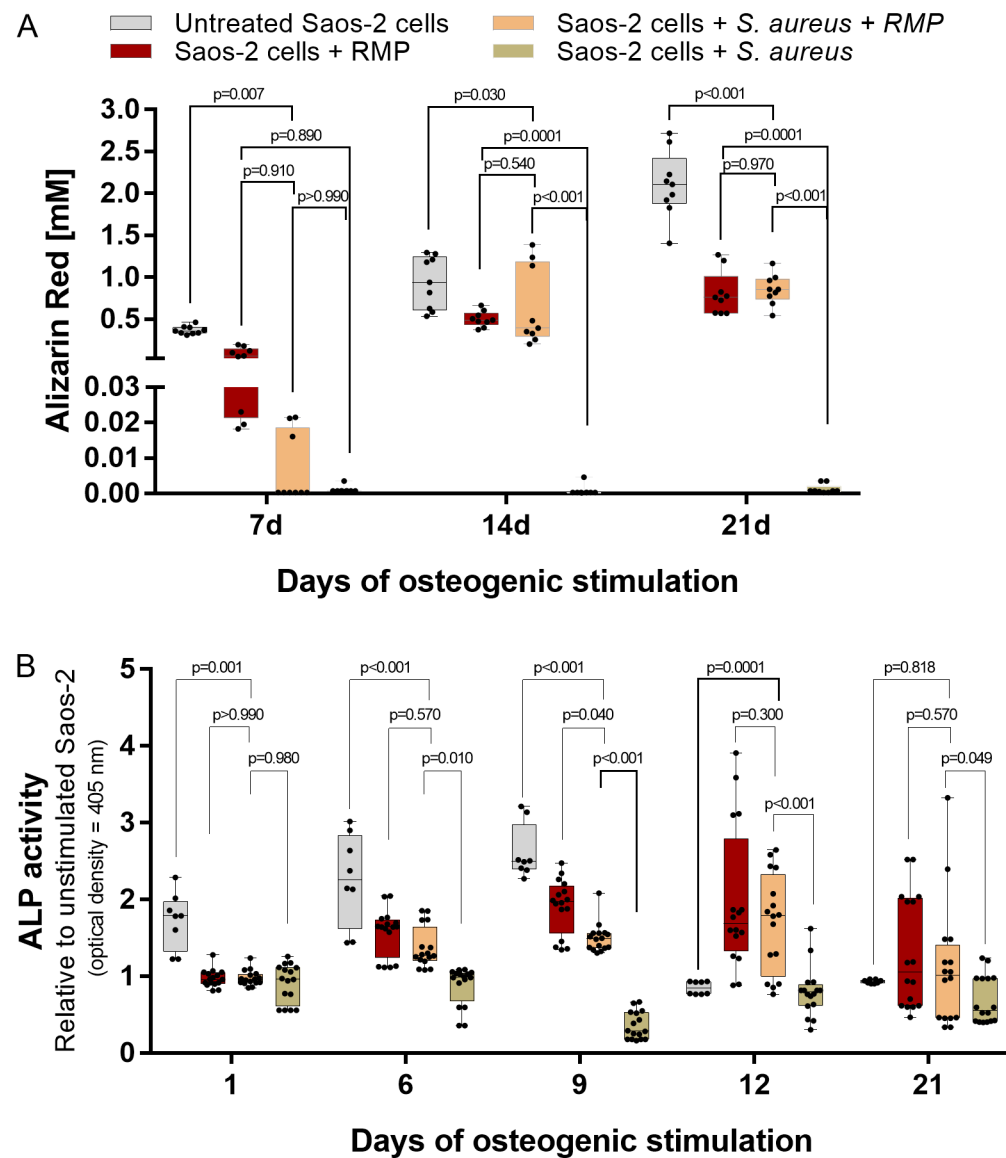 A
Untreated Saos-2 cells
Saos-2 cells + S. aureus + RMP
Saos-2 cells + RMP
Saos-2 cells + S. aureus
Alizarin Red [mM]
3.0
2.5
2.0
1.5
1.0
0.5
0.03
0.02
0.01
0.00
p=0.007
p=0.890
p=0.910
p>0.990
p=0.030
p=0.0001
p=0.540
p<0.001
p<0.001
p=0.0001
p=0.970
p<0.001
7d
14d
21d
Days of osteogenic stimulation
B
ALP activity
Relative to unstimulated Saos-2
(optical density = 405 nm)
5
4
3
2
1
0
p=0.001
p>0.990
p=0.980
p<0.001
p=0.570
p=0.010
p<0.001
p=0.040
p<0.001
p=0.0001
p=0.300
p<0.001
p=0.818
p=0.570
p=0.049
1
6
9
12
21
Days of osteogenic stimulation